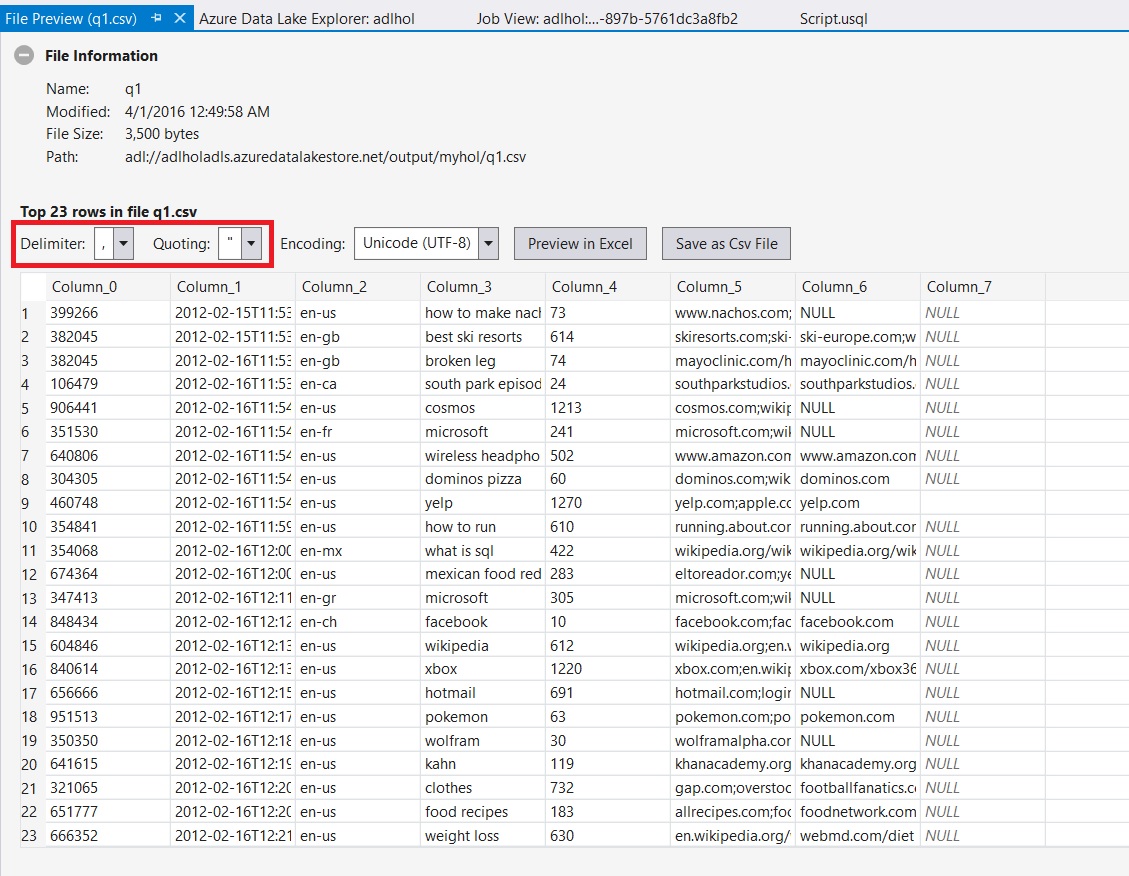 File Preview (q1.csv) Azure Data Lake Explorer: adlhol Job View: adlhol:...-897b-5761dc3a8fb2 Script.usql
File Information
Name: q1
Modified: 4/1/2016 12:49:58 AM
File Size: 3,500 bytes
Path: adl://adlholadls.azuredatalakestore.net/output/myhol/q1.csv
Top 23 rows in file q1.csv
Delimiter: , Quoting: " Encoding: Unicode (UTF-8) Preview in Excel Save as Csv File
Column_0 Column_1 Column_2 Column_3 Column_4 Column_5 Column_6 Column_7
1 399266 2012-02-15T11:53 en-us how to make nach 73 www.nachos.com; NULL NULL
2 382045 2012-02-15T11:53 en-gb best ski resorts 614 skiresorts.com;ski- ski-europe.com;w NULL
3 382045 2012-02-16T11:53 en-gb broken leg 74 mayoclinic.com/h mayoclinic.com/h NULL
4 106479 2012-02-16T11:53 en-ca south park episod 24 southparkstudios. southparkstudios. NULL
5 906441 2012-02-16T11:54 en-us cosmos 1213 cosmos.com;wikip NULL NULL
6 351530 2012-02-16T11:54 en-fr microsoft 241 microsoft.com;wil NULL NULL
7 640806 2012-02-16T11:54 en-us wireless headpho 502 www.amazon.com www.amazon.com NULL
8 304305 2012-02-16T11:54 en-us dominos pizza 60 dominos.com;wik dominos.com NULL
9 460748 2012-02-16T11:54 en-us yelp 1270 yelp.com;apple.cc yelp.com
10 354841 2012-02-16T11:59 en-us how to run 610 running.about.cor running.about.cor NULL
11 354068 2012-02-16T12:00 en-mx what is sql 422 wikipedia.org/wik wikipedia.org/wik NULL
12 674364 2012-02-16T12:00 en-us mexican food red 283 eltoreador.com;ye NULL NULL
13 347413 2012-02-16T12:11 en-gr microsoft 305 microsoft.com;wil NULL NULL
14 848434 2012-02-16T12:12 en-ch facebook 10 facebook.com;fac facebook.com NULL
15 604846 2012-02-16T12:13 en-us wikipedia 612 wikipedia.org;en.w wikipedia.org NULL
16 840614 2012-02-16T12:13 en-us xbox 1220 xbox.com;en.wikip xbox.com/xbox36 NULL
17 656666 2012-02-16T12:15 en-us hotmail 691 hotmail.com;login NULL NULL
18 951513 2012-02-16T12:17 en-us pokemon 63 pokemon.com;po pokemon.com NULL
19 350350 2012-02-16T12:18 en-us wolfram 30 wolframalpha.cor NULL NULL
20 641615 2012-02-16T12:19 en-us kahn 119 khanacademy.org khanacademy.org NULL
21 321065 2012-02-16T12:20 en-us clothes 732 gap.com;overstoc footballfanatics.c NULL
22 651777 2012-02-16T12:20 en-us food recipes 183 allrecipes.com;foo foodnetwork.com NULL
23 666352 2012-02-16T12:21 en-us weight loss 630 en.wikipedia.org/ webmd.com/diet NULL